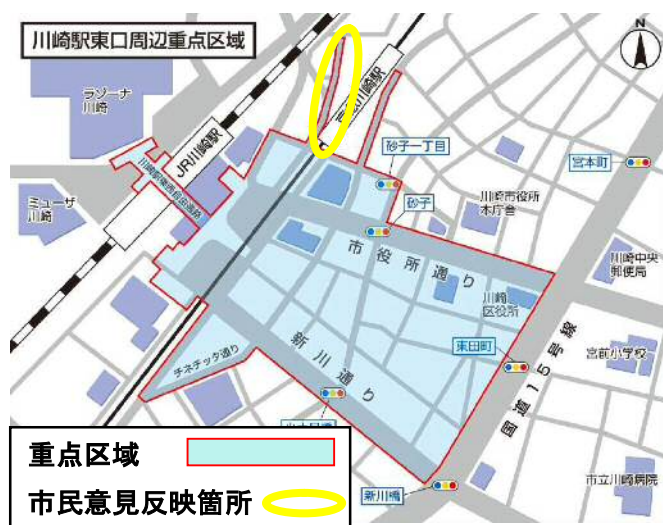 川崎駅東口周辺重点区域
N
ラゾーナ
川崎
京急川崎駅
JR川崎駅
砂子一丁目
宮本町
川崎駅東西自由通路
川崎市役所
本庁舎
ミューザ
川崎
砂子
市役所通り
川崎中央
郵便局
川崎
区役所
新川通り
東田町
宮前小学校
国道15号線
チネチッタ通り
重点区域
市民意見反映箇所
新川橋
市立川崎病院